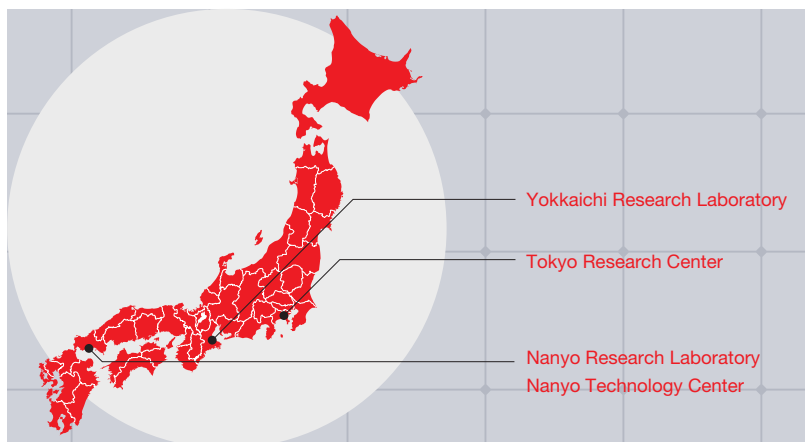 Yokkaichi Research Laboratory
Tokyo Research Center
Nanyo Research Laboratory
Nanyo Technology Center